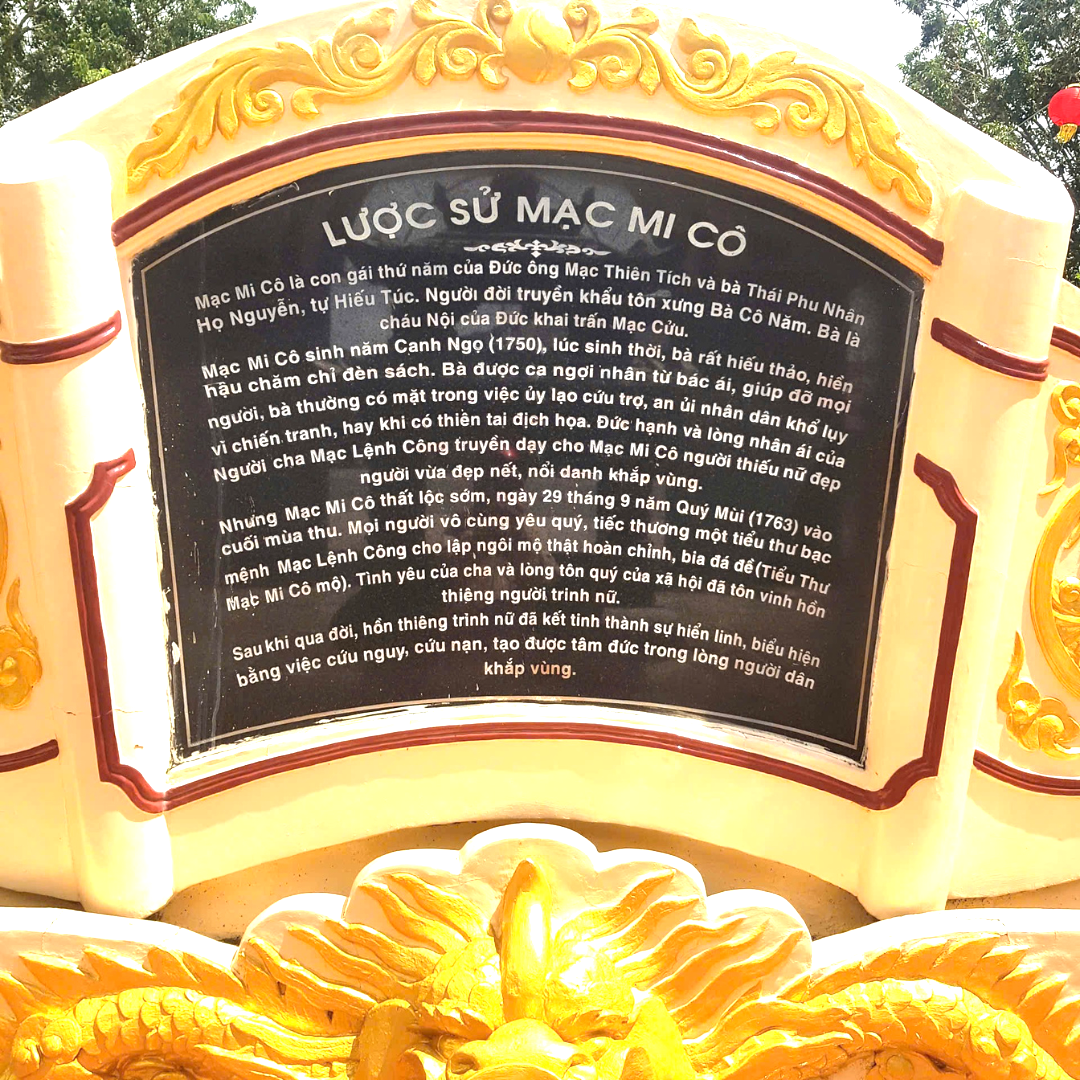 LƯỢC SỬ MẠC MI CÔ
Mạc Mi Cô là con gái thứ năm của Đức ông Mạc Thiên Tích và bà Thái Phu Nhân
Họ Nguyễn, tự Hiếu Túc. Người đời truyền khẩu tôn xưng Bà Cô Năm. Bà là
cháu Nội của Đức khai trấn Mạc Cửu.
Mạc Mi Cô sinh năm Canh Ngọ (1750), lúc sinh thời, bà rất hiếu thảo, hiền
hậu chăm chỉ đèn sách. Bà được ca ngợi nhân từ bác ái, giúp đỡ mọi
người, bà thường có mặt trong việc ủy lạo cứu trợ, an ủi nhân dân khổ lụy
vì chiến tranh, hay khi có thiên tai địch họa. Đức hạnh và lòng nhân ái của
Người cha Mạc Lệnh Công truyền dạy cho Mạc Mi Cô người thiếu nữ đẹp
người vừa đẹp nết, nổi danh khắp vùng.
Nhưng Mạc Mi Cô thất lộc sớm, ngày 29 tháng 9 năm Quý Mùi (1763) vào
cuối mùa thu. Mọi người vô cùng yêu quý, tiếc thương một tiểu thư bạc
mệnh Mạc Lệnh Công cho lập ngôi mộ thật hoàn chỉnh, bia đá đề (Tiểu Thư
Mạc Mi Cô mộ). Tình yêu của cha và lòng tôn quý của xã hội đã tôn vinh hồn
thiêng người trinh nữ.
Sau khi qua đời, hồn thiêng trình nữ đã kết tinh thành sự hiển linh, biểu hiện
bằng việc cứu nguy, cứu nạn, tạo được tâm đức trong lòng người dân
khắp vùng.